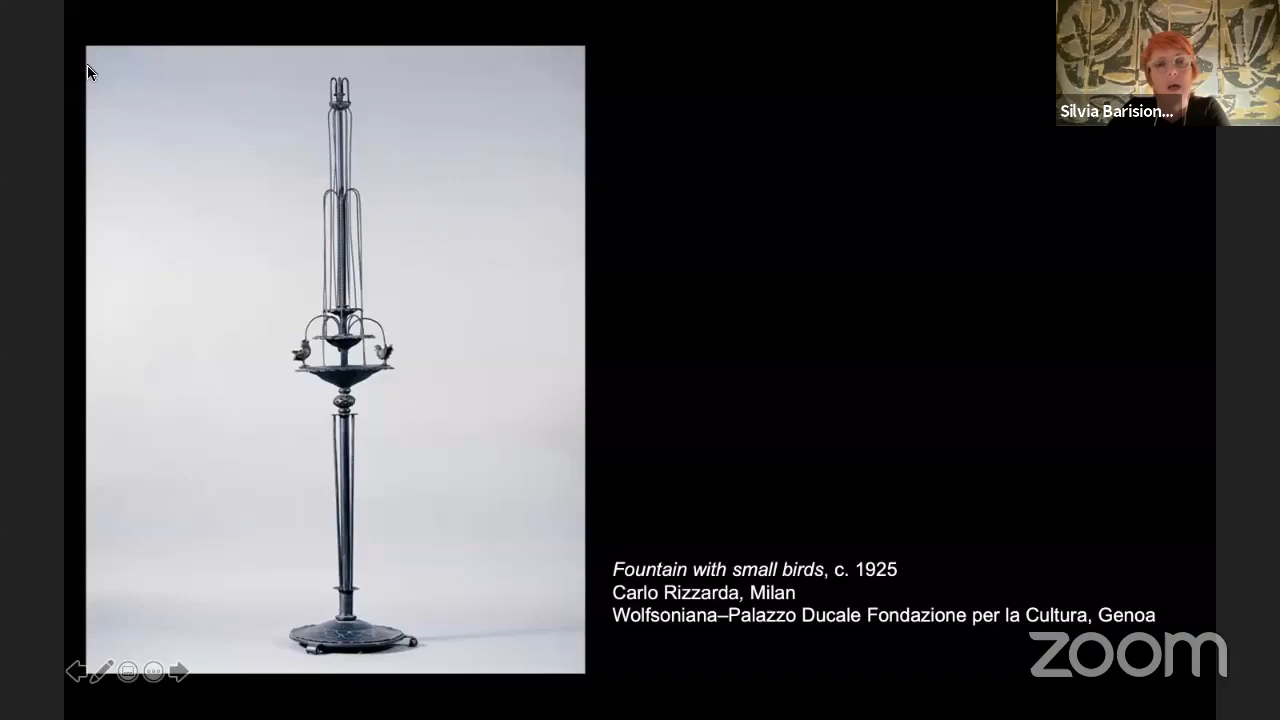 Silvia Barision...
Fountain with small birds, c. 1925
Carlo Rizzarda, Milan
Wolfsoniana–Palazzo Ducale Fondazione per la Cultura, Genoa
zoom